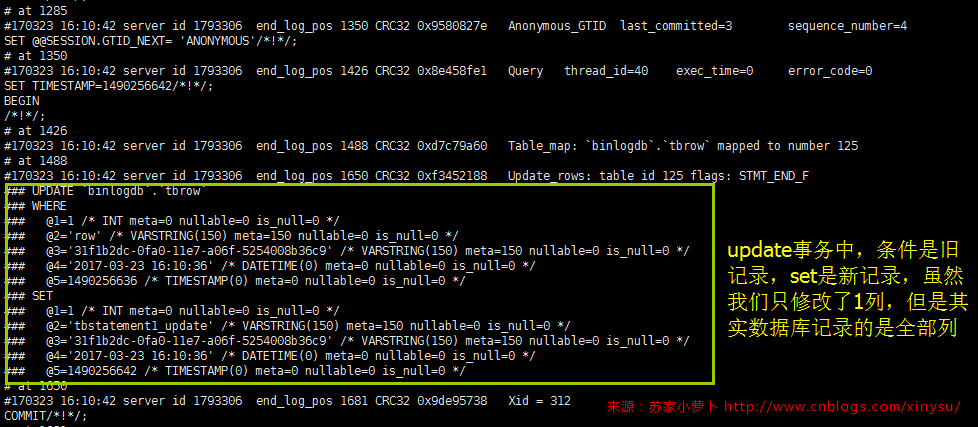 # at 1285
#170323 16:10:42 server id 1793306  end_log_pos 1350 CRC32 0x9580827e   Anonymous_GTID  last_committed=3        sequence_number=4
SET @@SESSION.GTID_NEXT= 'ANONYMOUS'/*!*/;
# at 1350
#170323 16:10:42 server id 1793306  end_log_pos 1426 CRC32 0x8e458fe1   Query   thread_id=40    exec_time=0     error_code=0
SET TIMESTAMP=1490256642/*!*/;
BEGIN
/*!*/;
# at 1426
#170323 16:10:42 server id 1793306  end_log_pos 1488 CRC32 0xd7c79a60   Table_map: `binlogdb`.`tbrow` mapped to number 125
# at 1488
#170323 16:10:42 server id 1793306  end_log_pos 1650 CRC32 0xf3452188   Update_rows: table id 125 flags: STMT_END_F
### UPDATE `binlogdb`.`tbrow`
### WHERE
###   @1=1 /* INT meta=0 nullable=0 is_null=0 */
###   @2='row' /* VARSTRING(150) meta=150 nullable=0 is_null=0 */
###   @3='31f1b2dc-0fa0-11e7-a06f-5254008b36c9' /* VARSTRING(150) meta=150 nullable=0 is_null=0 */
###   @4='2017-03-23 16:10:36' /* DATETIME(0) meta=0 nullable=0 is_null=0 */
###   @5=1490256636 /* TIMESTAMP(0) meta=0 nullable=0 is_null=0 */
### SET
###   @1=1 /* INT meta=0 nullable=0 is_null=0 */
###   @2='tbstatement1_update' /* VARSTRING(150) meta=150 nullable=0 is_null=0 */
###   @3='31f1b2dc-0fa0-11e7-a06f-5254008b36c9' /* VARSTRING(150) meta=150 nullable=0 is_null=0 */
###   @4='2017-03-23 16:10:36' /* DATETIME(0) meta=0 nullable=0 is_null=0 */
###   @5=1490256642 /* TIMESTAMP(0) meta=0 nullable=0 is_null=0 */
# at 1650
#170323 16:10:42 server id 1793306  end_log_pos 1681 CRC32 0x9de95738   Xid = 312
COMMIT/*!*/;
update事务中，条件是旧
记录，set是新记录，虽然
我们只修改了1列，但是其
实数据库记录的是全部列
来源：苏家小萝卜 http://www.cnblogs.com/xinysu/